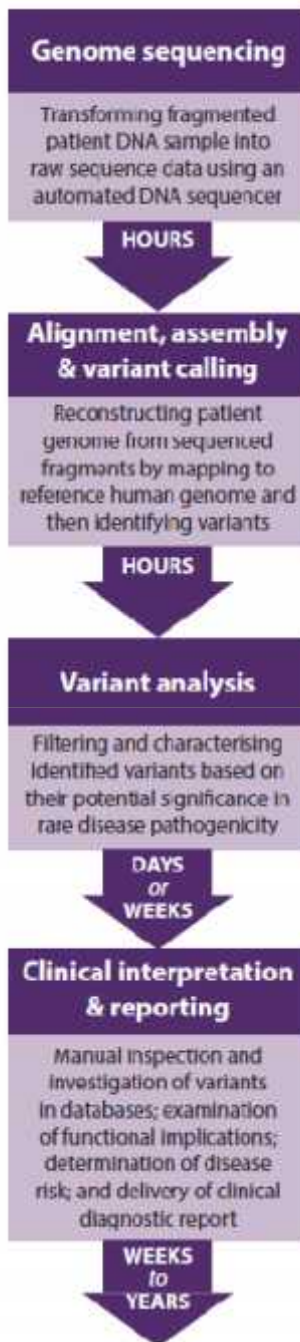 Genome sequencing
Transforming fragmented
patient DNA sample into
raw sequence data using an
automated DNA sequencer
HOURS
Alignment, assembly
& variant calling
Reconstructing patient
genome from sequenced
fragments by mapping to
reference human genome and
then identifying variants
HOURS
Variant analysis
Filtering and characterising
identified variants based on
their potential significance in
rare disease pathogenicity
DAYS
or
WEEKS
Clinical interpretation
& reporting
Manual inspection and
investigation of variants
in databases; examination
of functional implications;
determination of disease
risk; and delivery of clinical
diagnostic report
WEEKS
to
YEARS